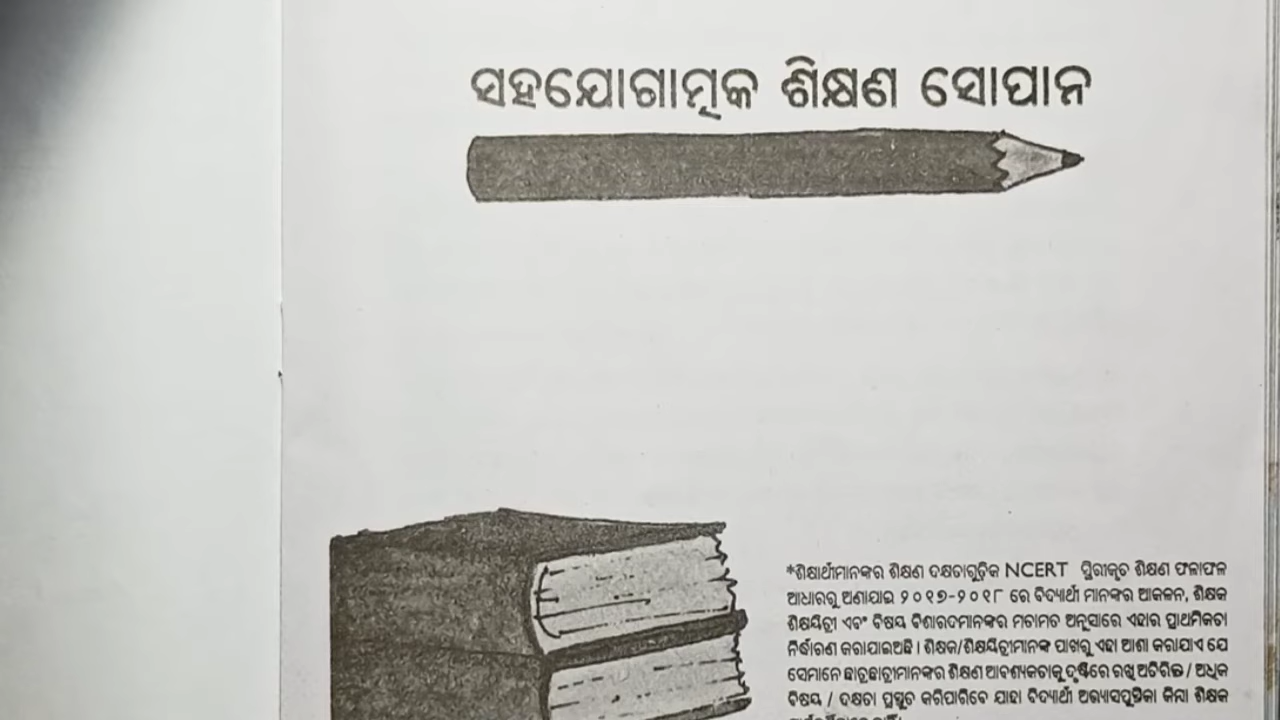 ସହଯୋଗାତ୍ମକ ଶିକ୍ଷଣ ସୋପାନ
*ଶିକ୍ଷାର୍ଥୀମାନଙ୍କର ଶିକ୍ଷଣ ଦକ୍ଷତାଗୁଡ଼ିକ NCERT ସ୍ଥିରୀକୃତ ଶିକ୍ଷଣ ଫଳାଫଳ
ଆଧାରରୁ ଅଣାଯାଇ ୨୦୧୭-୨୦୧୮ ରେ ବିଦ୍ୟାର୍ଥୀ ମାନଙ୍କର ଆକଳନ, ଶିକ୍ଷକ
ଶିକ୍ଷୟିତ୍ରୀ ଏବଂ ବିଷୟ ବିଶାରଦମାନଙ୍କର ମତାମତ ଅନୁସାରେ ଏହାର ପ୍ରାଥମିକତା
ନିର୍ଦ୍ଧାରଣ କରାଯାଇଅଛି । ଶିକ୍ଷକ/ଶିକ୍ଷୟିତ୍ରୀମାନଙ୍କ ପାଖରୁ ଏହା ଆଶା କରାଯାଏ ଯେ
ସେମାନେ ଛାତ୍ରଛାତ୍ରୀମାନଙ୍କର ଶିକ୍ଷଣ ଆବଶ୍ୟକତାକୁ ଦୃଷ୍ଟିରେ ରଖି ଅତିରିକ୍ତ / ଅଧିକ
ବିଷୟ / ଦକ୍ଷତା ପ୍ରସ୍ତୁତ କରିପାରିବେ ଯାହା ବିଦ୍ୟାର୍ଥୀ ଅଭ୍ୟାସପୁସ୍ତିକା କିମ୍ବା ଶିକ୍ଷକ